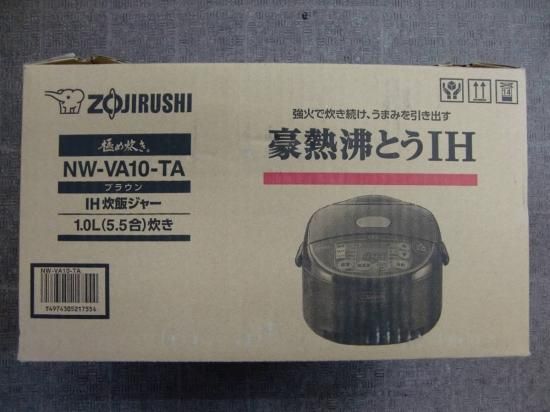 ZOJIRUSHI
極め炊き
NW-VA10-TA
ブラウン
IH炊飯ジャー
1.0L(5.5合)炊き
強火で炊き続け、うまみを引き出す
豪熱沸とうIH
NW-VA10-TA
4974305217554